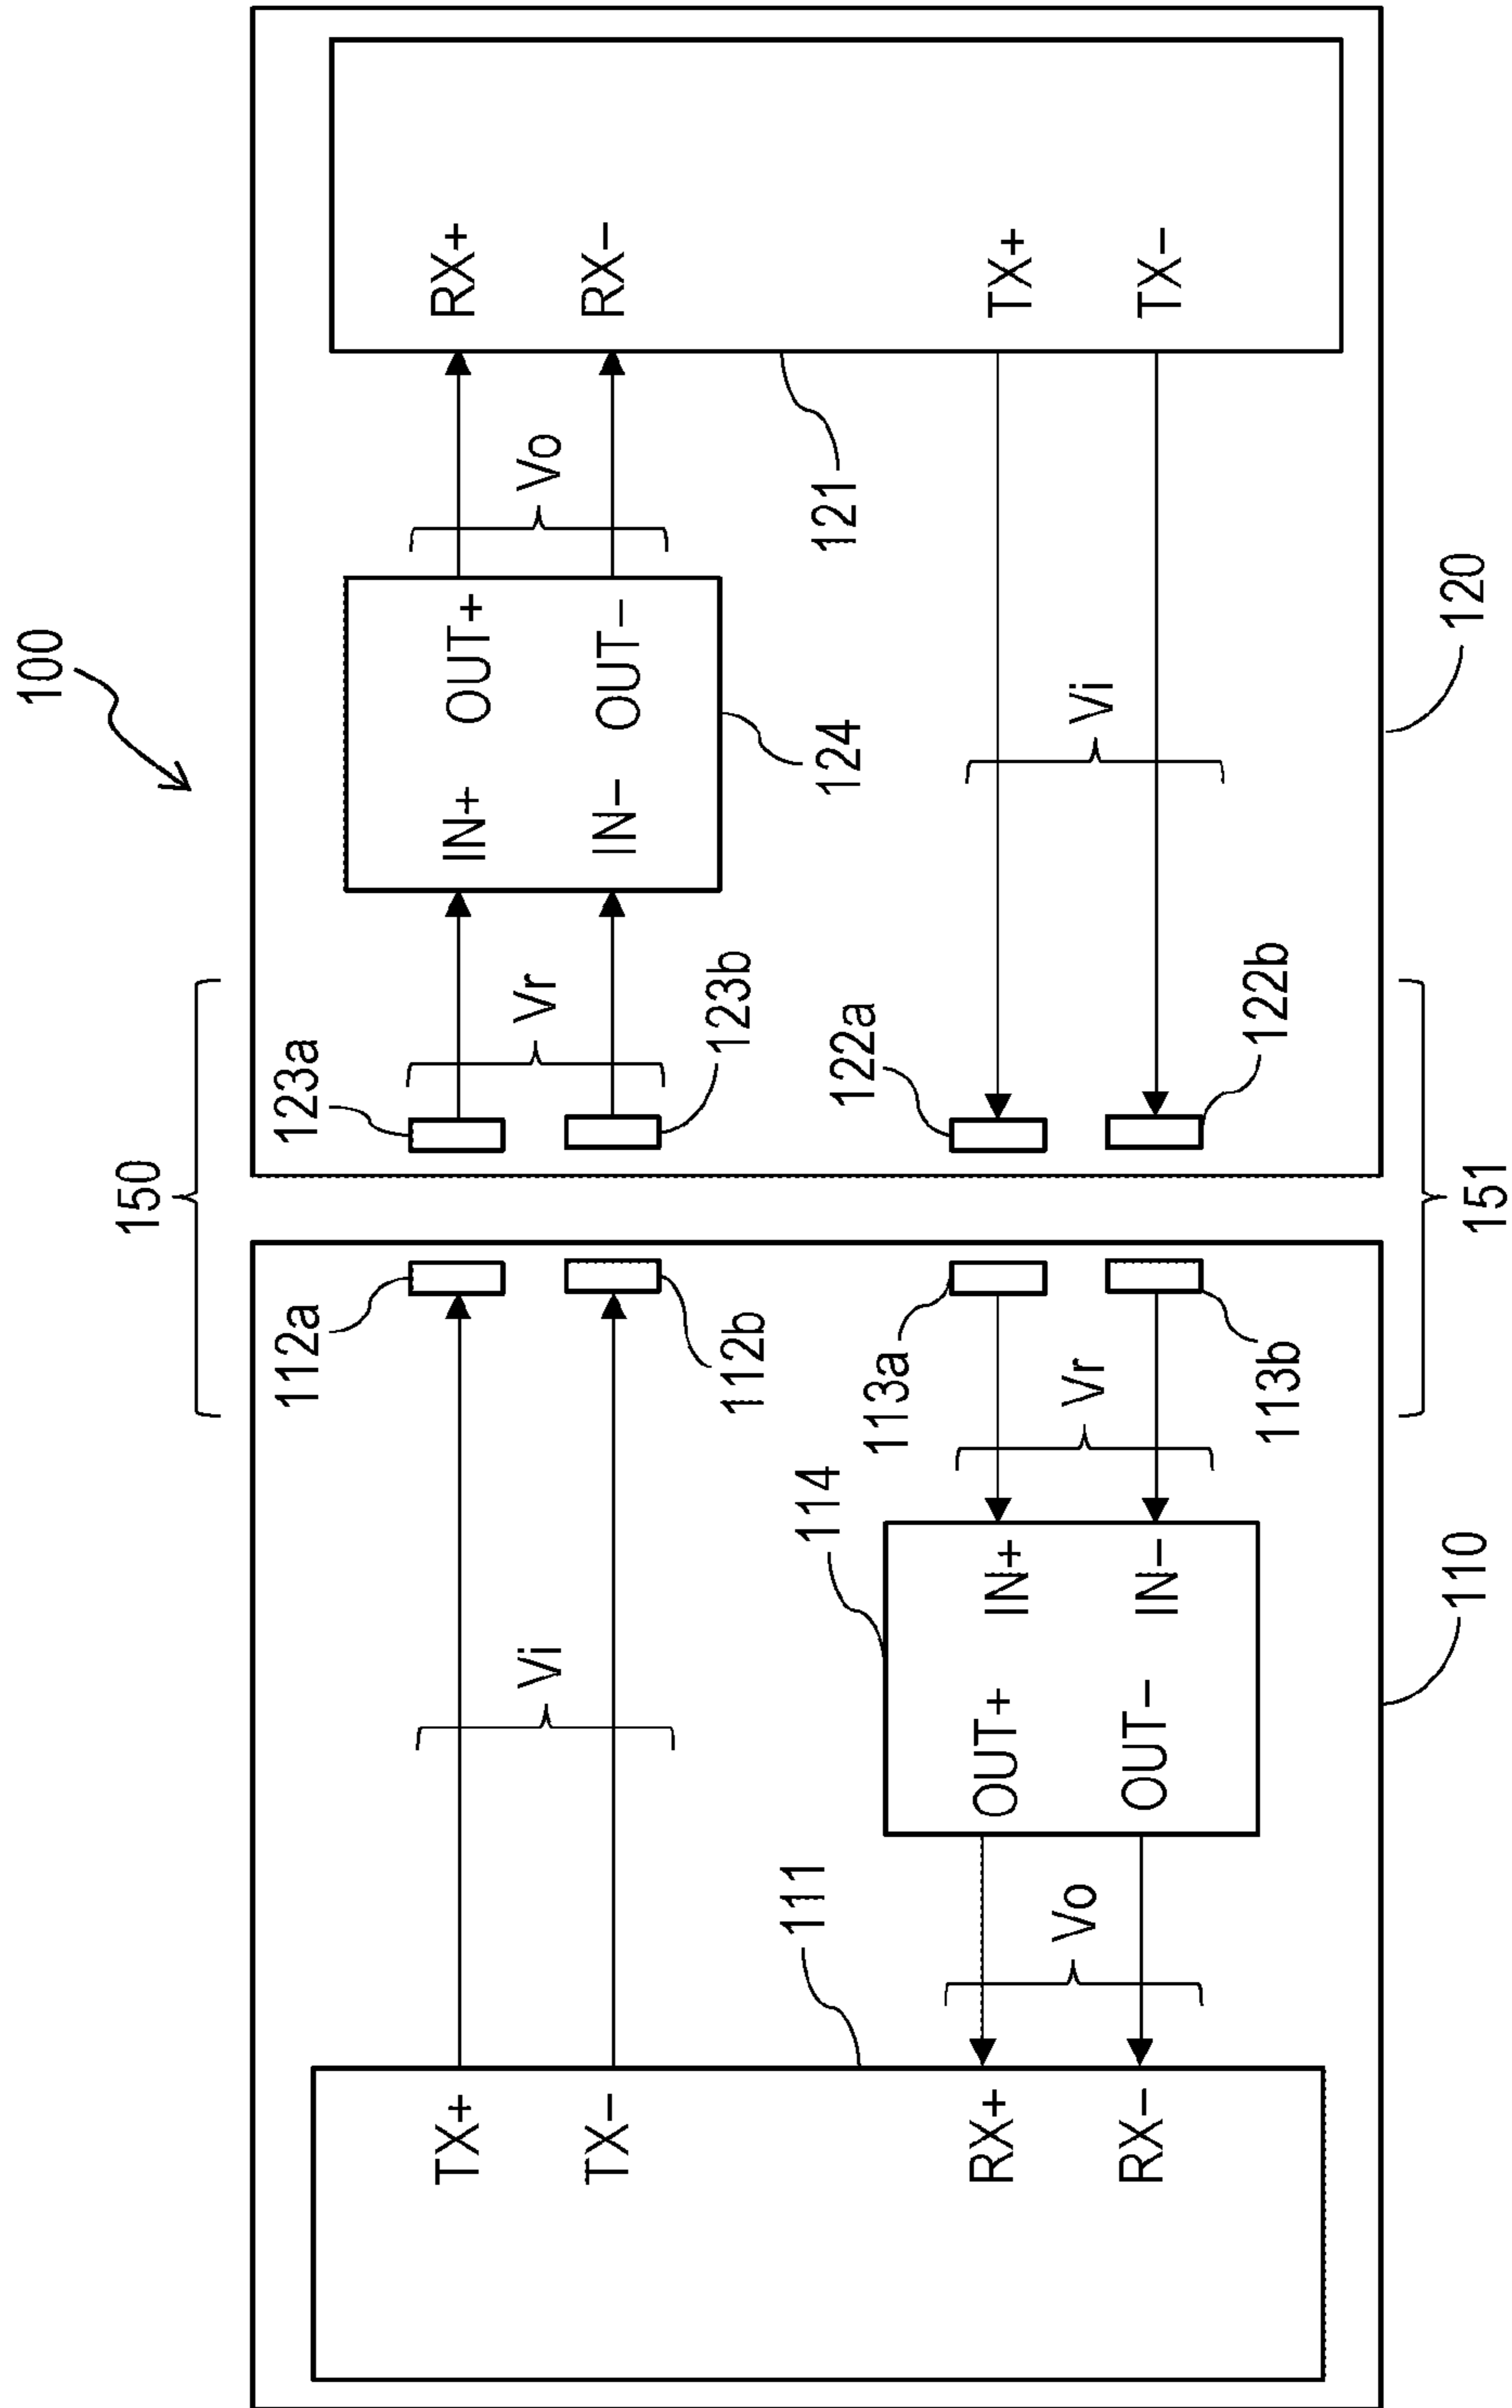 100
150
112a
112b
Vi
TX+
TX−
111
RX+
RX−
Vo
OUT+
OUT−
IN+
IN−
114
Vr
113a
113b
110
123a
123b
Vr
IN+ OUT+
IN− OUT−
124
Vo
RX+
RX−
121
TX+
TX−
Vi
122a
122b
120
151